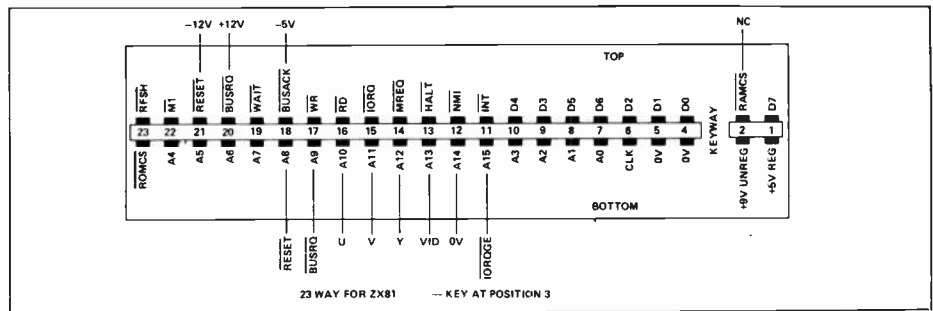 -12V +12V -5V NC
TOP
RFSH M1 RESET BUSRQ WAIT BUSACK WR RD IORQ MREQ HALT NMI INT D4 D3 D5 D6 D2 D1 D0 RAMCS D7
23 22 21 20 19 18 17 16 15 14 13 12 11 10 9 8 7 6 5 4 KEYWAY 2 1
ROMCS A4 A5 A6 A7 A8 A9 A10 A11 A12 A13 A14 A15 A3 A2 A1 A0 CLK 0V 0V +9V UNREG +5V REG
BOTTOM
RESET BUSRQ U V Y VID 0V IORQGE
23 WAY FOR ZX81 — KEY AT POSITION 3